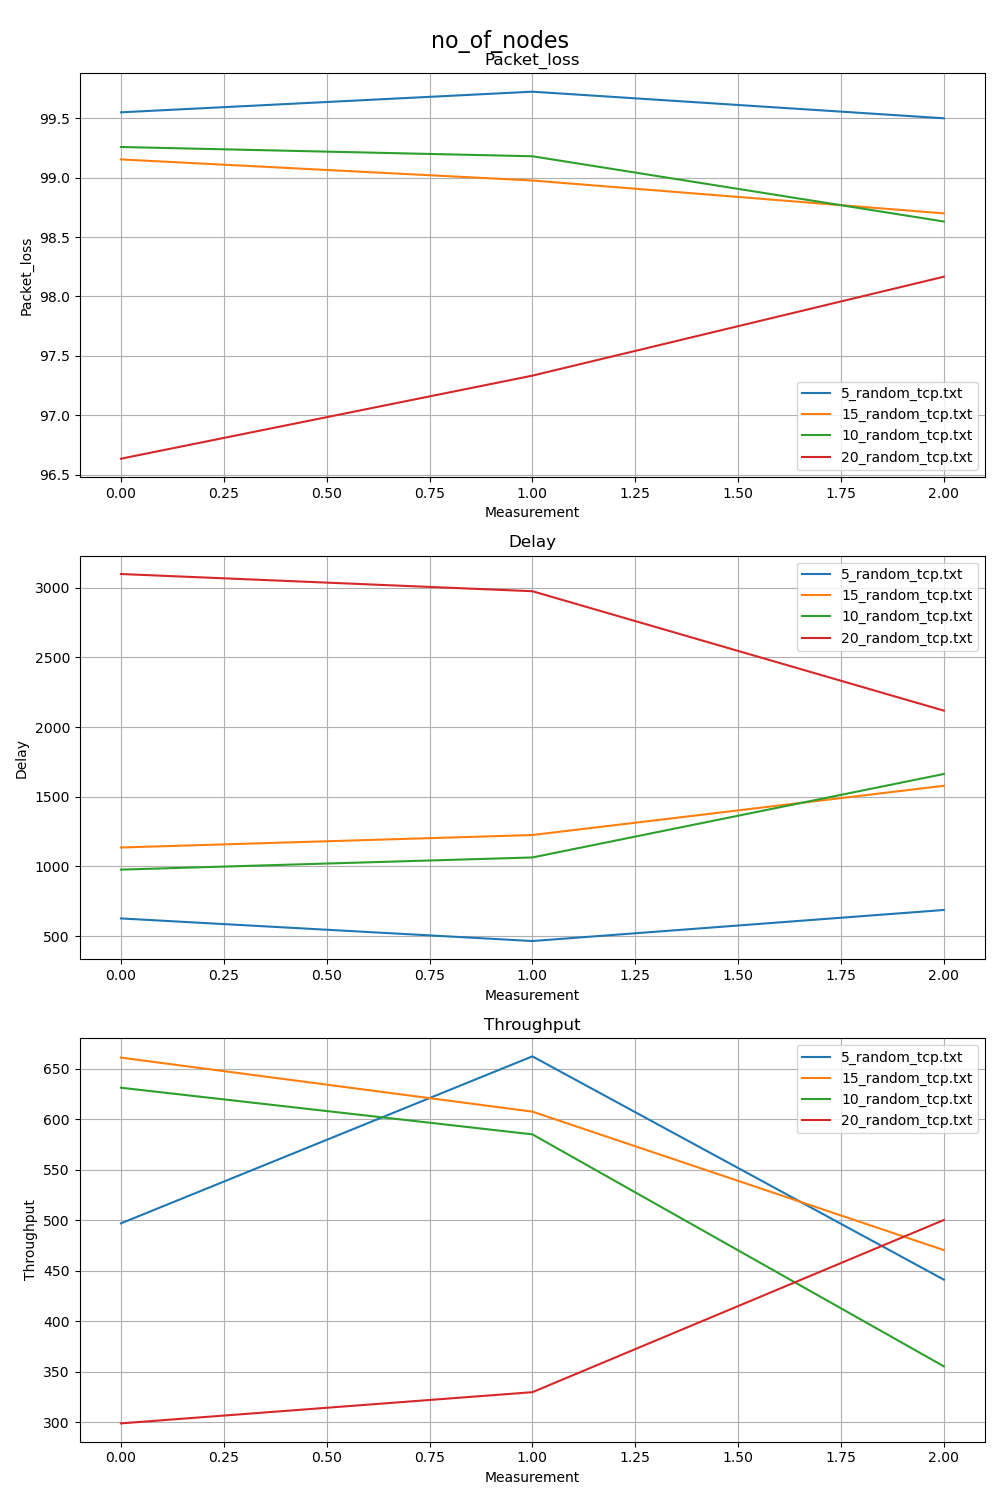 no_of_nodes
Packet_loss
99.5
99.0
98.5
98.0
97.5
97.0
96.5
Packet_loss
5_random_tcp.txt
15_random_tcp.txt
10_random_tcp.txt
20_random_tcp.txt
0.00 0.25 0.50 0.75 1.00 1.25 1.50 1.75 2.00
Measurement
Delay
3000
2500
2000
1500
1000
500
Delay
5_random_tcp.txt
15_random_tcp.txt
10_random_tcp.txt
20_random_tcp.txt
0.00 0.25 0.50 0.75 1.00 1.25 1.50 1.75 2.00
Measurement
Throughput
650
600
550
500
450
400
350
300
Throughput
5_random_tcp.txt
15_random_tcp.txt
10_random_tcp.txt
20_random_tcp.txt
0.00 0.25 0.50 0.75 1.00 1.25 1.50 1.75 2.00
Measurement